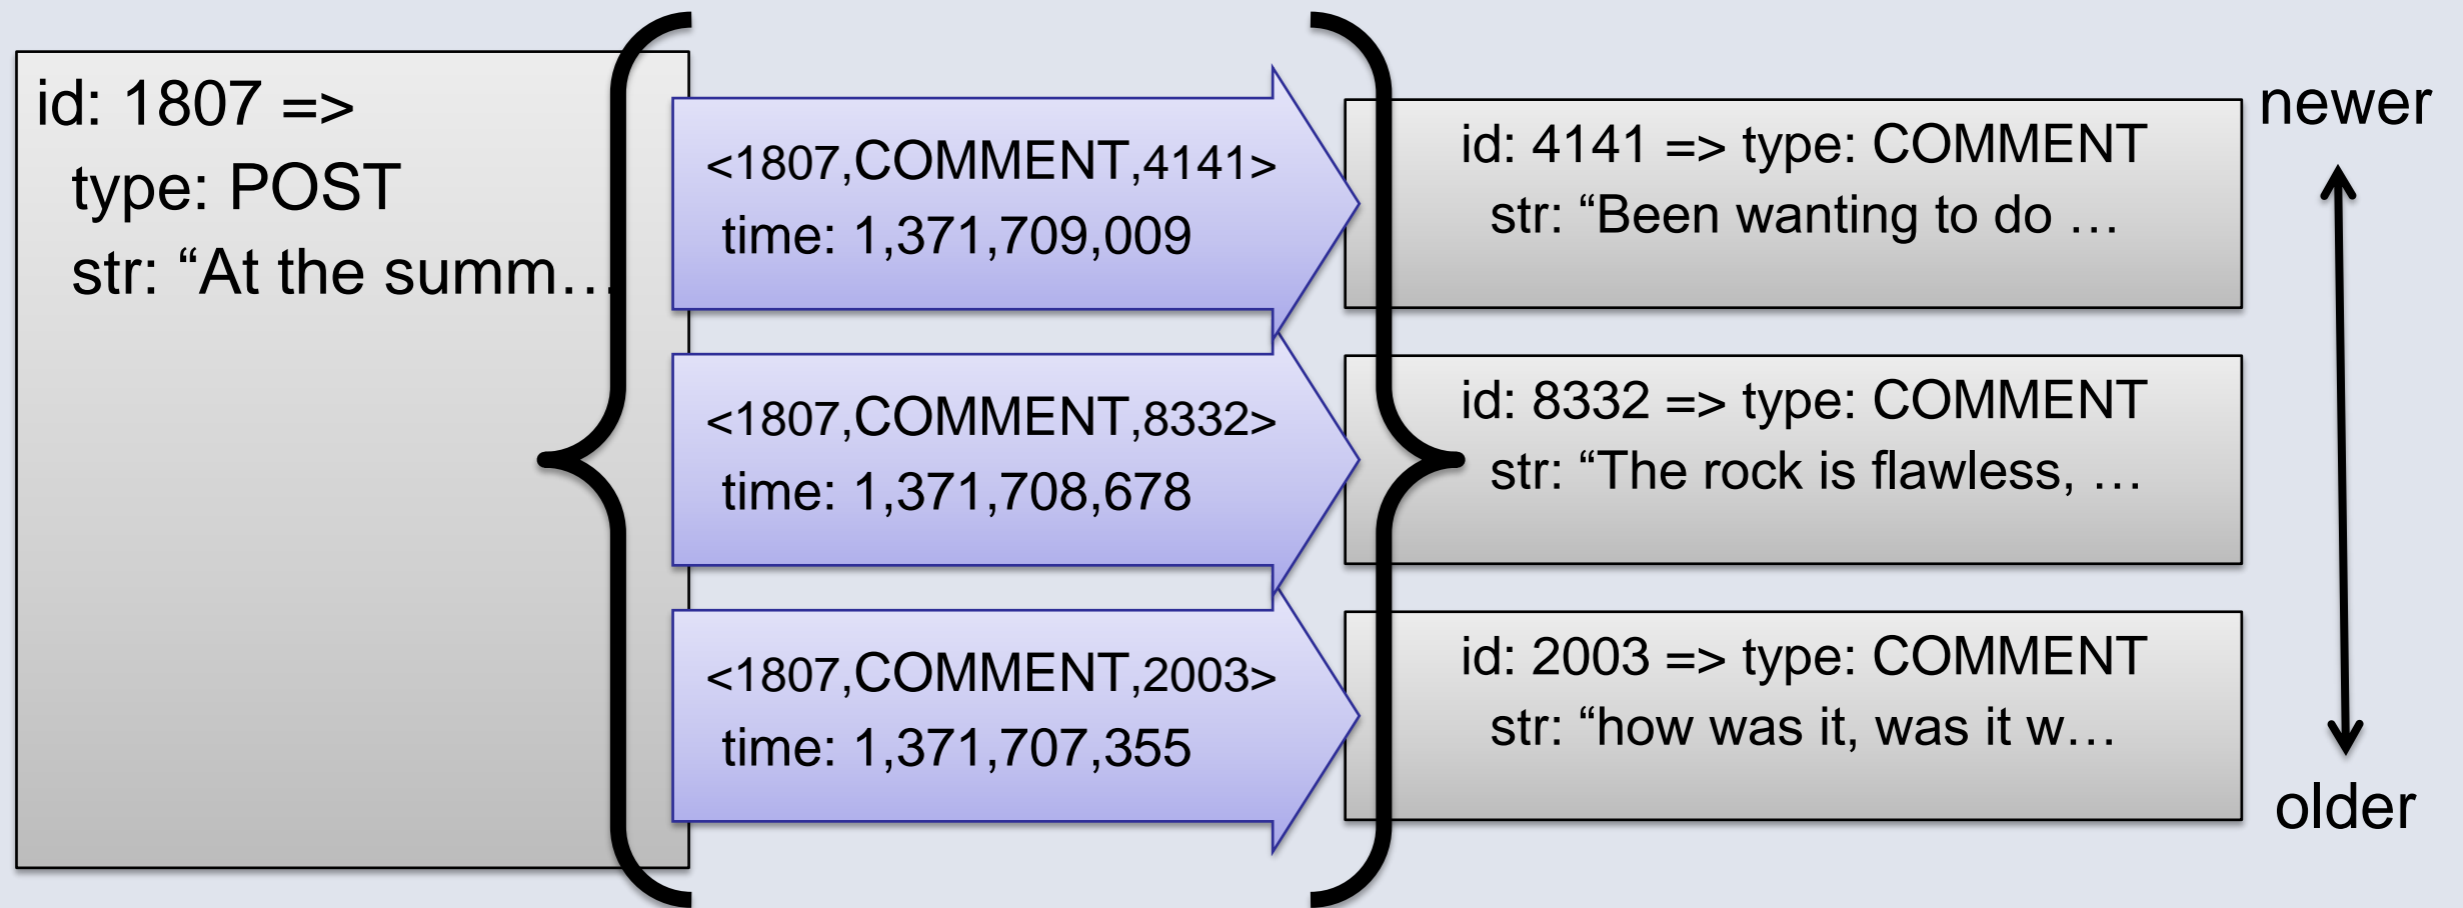 id: 1807 =>
type: POST
str: “At the summ…
<1807,COMMENT,4141>
time: 1,371,709,009
<1807,COMMENT,8332>
time: 1,371,708,678
<1807,COMMENT,2003>
time: 1,371,707,355
id: 4141 => type: COMMENT
str: “Been wanting to do …
id: 8332 => type: COMMENT
str: “The rock is flawless, …
id: 2003 => type: COMMENT
str: “how was it, was it w…
newer
older